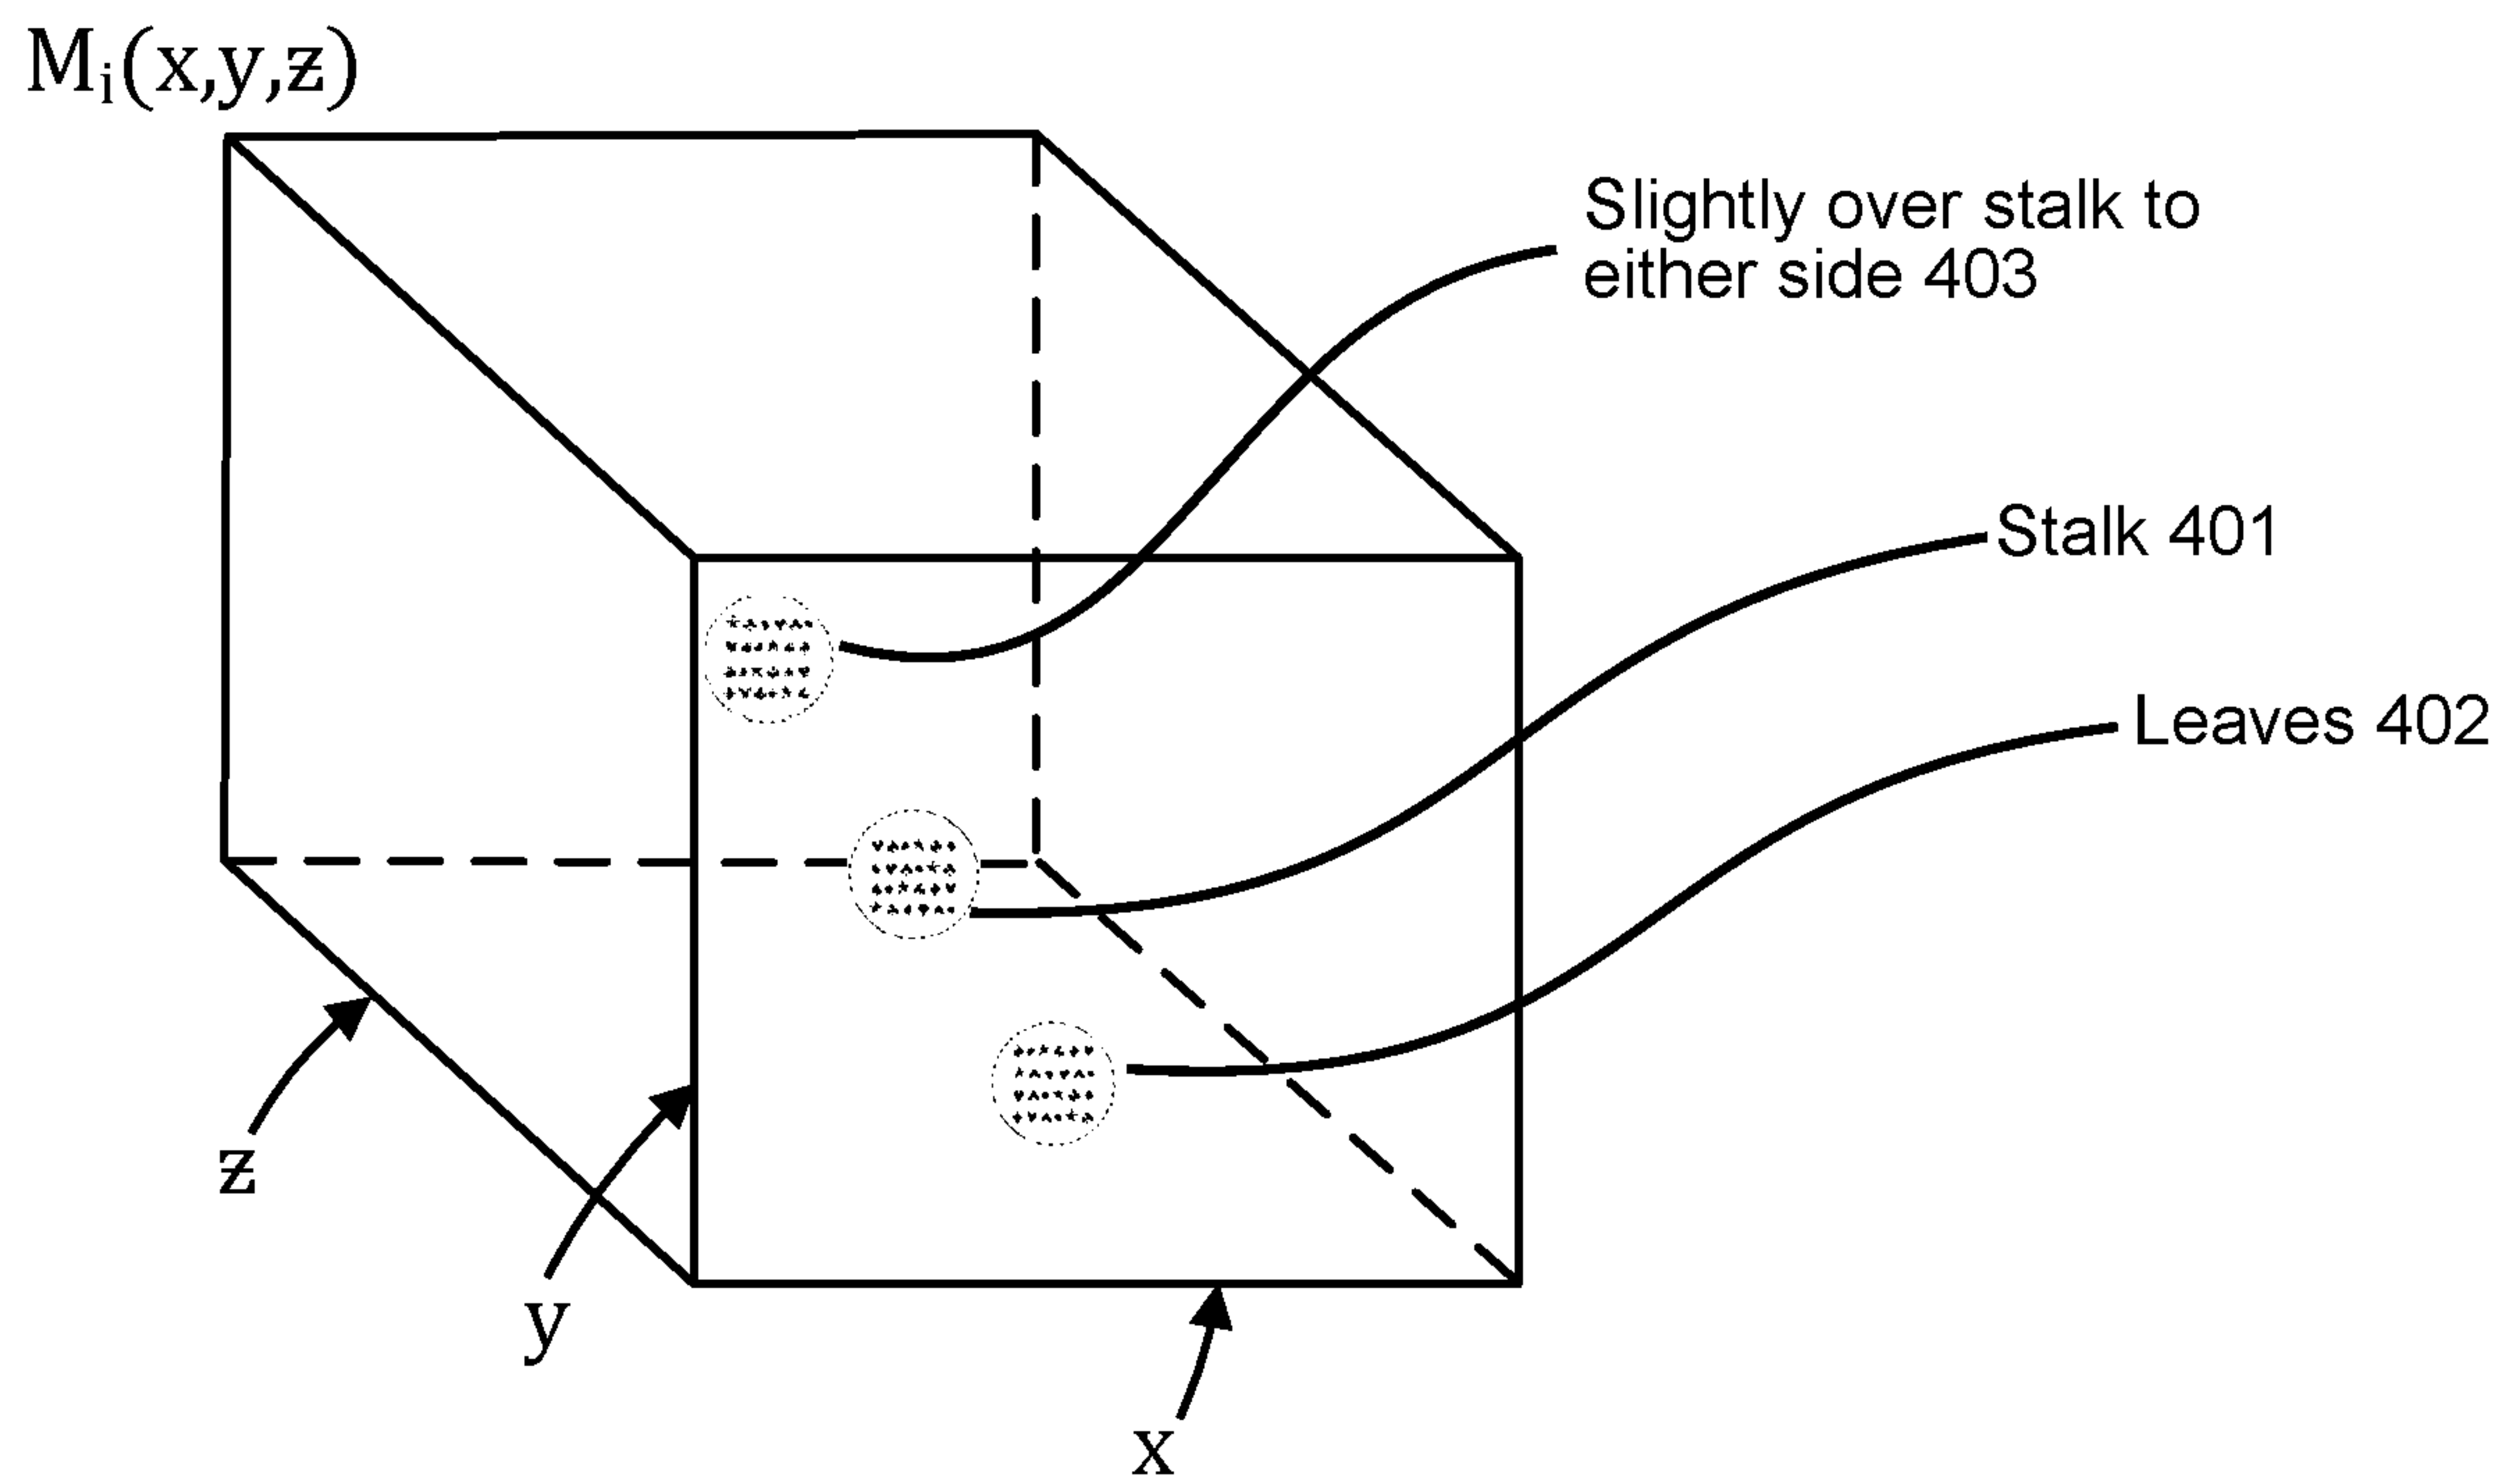 Mi(x,y,z)
Slightly over stalk to
either side 403
Stalk 401
Leaves 402
z
y
x